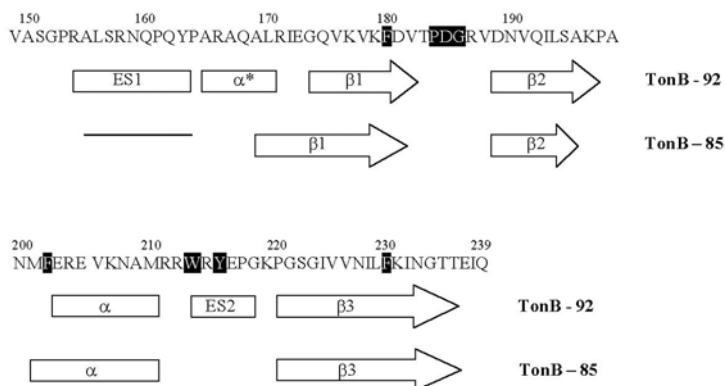 150 160 170 180 190
VASGPRALSRNQPQYPARAQALRIEGQVKVKFDVTPDGRVDNVQILSAKPA
ES1 α* β1 β2 TonB - 92
β1 β2 TonB – 85
200 210 220 230 239
NMFERE VKNAMRRWRYEPGKPGSGIVVNILFKINGTTEIQ
α ES2 β3 TonB - 92
α β3 TonB – 85